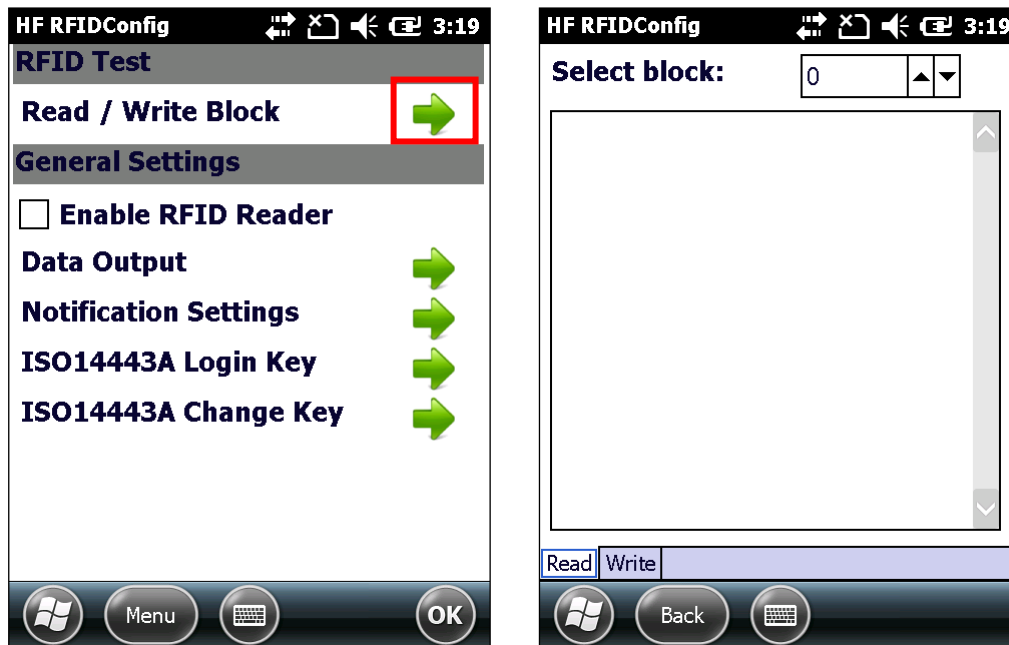 HF RFIDConfig 3:19
RFID Test
Read / Write Block
General Settings
Enable RFID Reader
Data Output
Notification Settings
ISO14443A Login Key
ISO14443A Change Key
Menu OK
HF RFIDConfig 3:19
Select block: 0
Read Write
Back